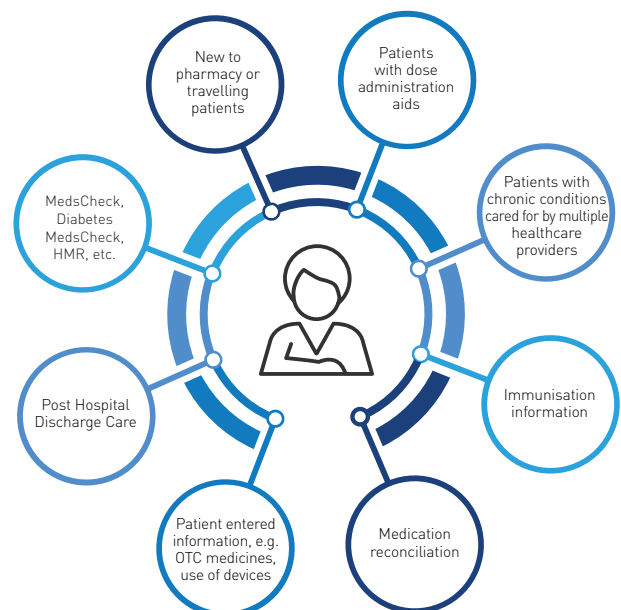 New to
pharmacy or
travelling
patients
Patients
with dose
administration
aids
MedsCheck,
Diabetes
MedsCheck,
HMR, etc.
Patients with
chronic conditions
cared for by multiple
healthcare
providers
Post Hospital
Discharge Care
Immunisation
information
Patient entered
information, e.g.
OTC medicines,
use of devices
Medication
reconciliation